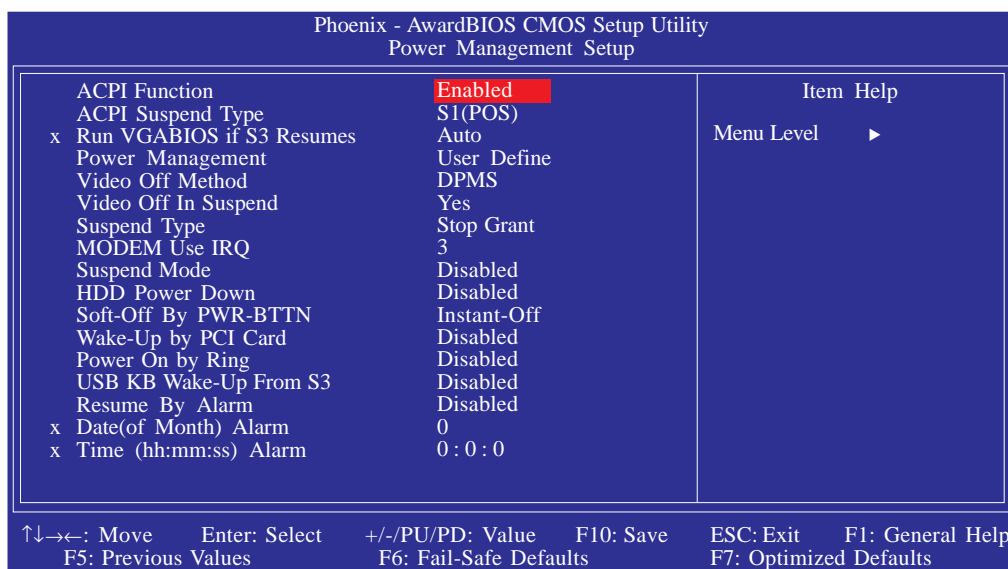 Phoenix - AwardBIOS CMOS Setup Utility
Power Management Setup
ACPI Function Enabled
ACPI Suspend Type S1(POS)
x Run VGABIOS if S3 Resumes Auto
Power Management User Define
Video Off Method DPMS
Video Off In Suspend Yes
Suspend Type Stop Grant
MODEM Use IRQ 3
Suspend Mode Disabled
HDD Power Down Disabled
Soft-Off By PWR-BTTN Instant-Off
Wake-Up by PCI Card Disabled
Power On by Ring Disabled
USB KB Wake-Up From S3 Disabled
Resume By Alarm Disabled
x Date(of Month) Alarm 0
x Time (hh:mm:ss) Alarm 0 : 0 : 0
Item Help
Menu Level ▶
↑↓→←: Move Enter: Select +/-/PU/PD: Value F10: Save ESC: Exit F1: General Help
F5: Previous Values F6: Fail-Safe Defaults F7: Optimized Defaults